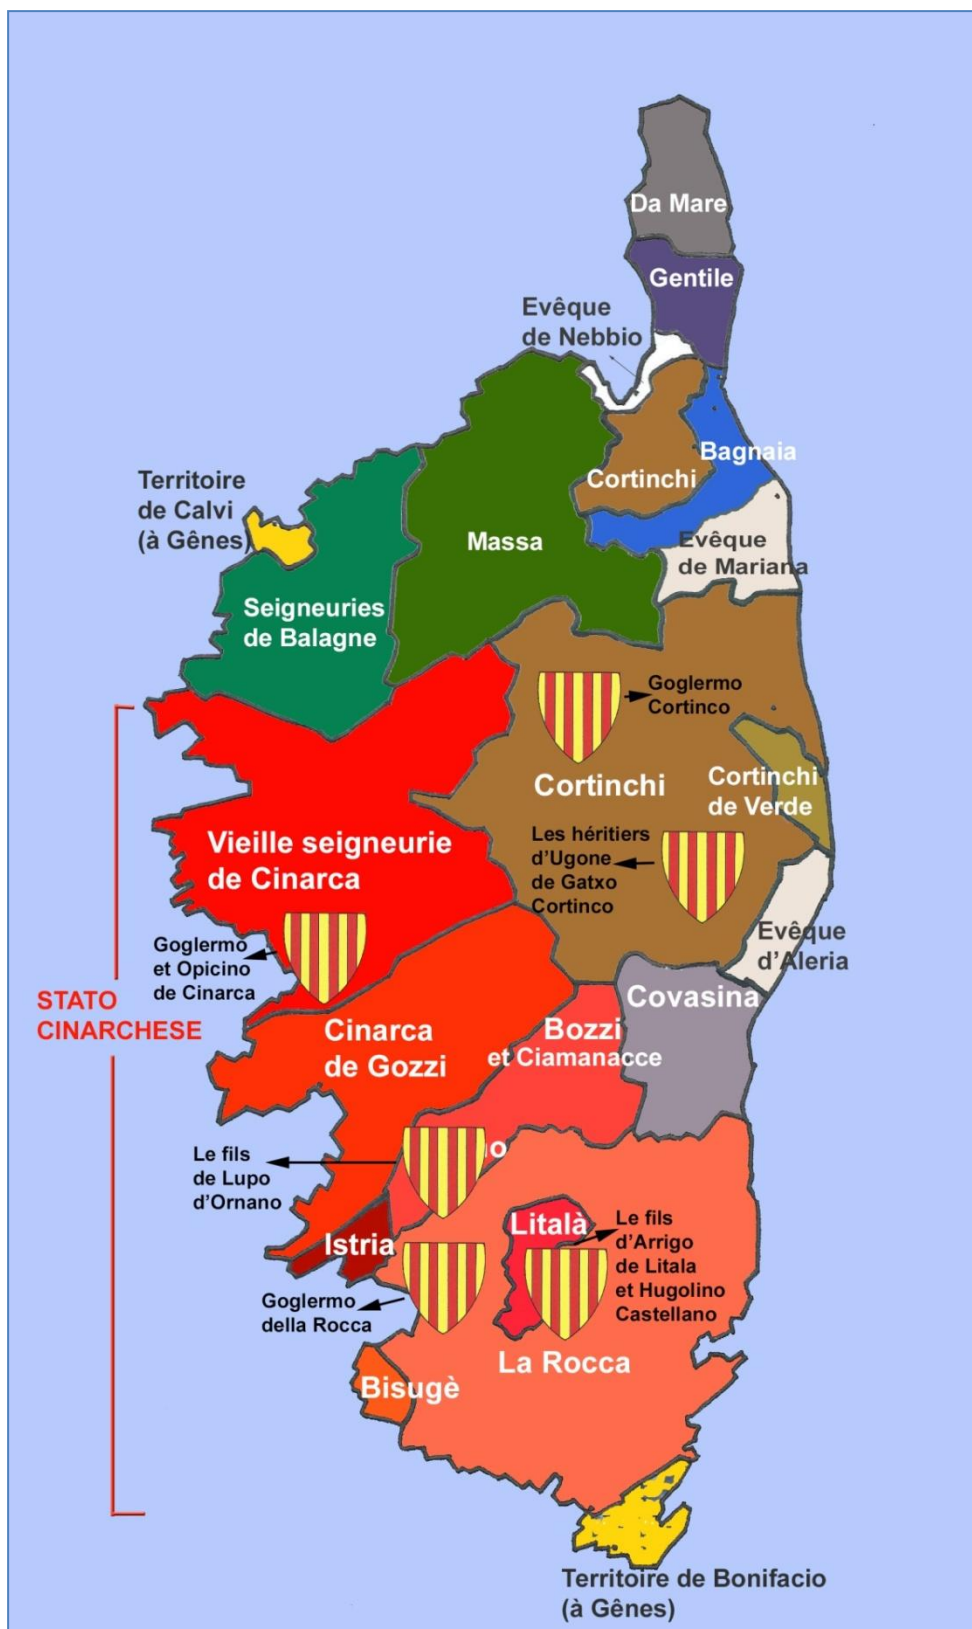 Da Mare
Gentile
Evêque
de Nebbio
Bagnaia
Cortinchi
Territoire
de Calvi
(à Gênes)
Massa
Evêque
de Mariana
Seigneuries
de Balagne
Goglermo
Cortinco
Cortinchi
Cortinchi
de Verde
Vieille seigneurie
de Cinarca
Les héritiers
d'Ugone
de Gatxo
Cortinco
Evêque
d'Aleria
Goglermo
et Opicino
de Cinarca
STATO
CINARCHESE
Covasina
Cinarca
de Gozzi
Bozzi
et Ciamanacce
Le fils
de Lupo
d'Ornano
Istria
Litalà
Le fils
d'Arrigo
de Litala
et Hugolino
Castellano
Goglermo
della Rocca
La Rocca
Bisugè
Territoire de Bonifacio
(à Gênes)